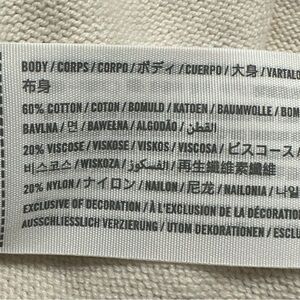 BODY / CORPS / CORPO / ボディ / CUERPO / 大身 / VARTALO
布身
60% COTTON / COTON / BOMULD / KATOEN / BAUMWOLLE / BOM
BAVLNA / 면 / BAWEŁNA / ALGODÃO / القطن /
20% VISCOSE / VISKOSE / VISKOS / VISCOSA / ビスコース /
비스코스 / WISKOZA / الفسكوز / 再生纖維素纖維
20% NYLON / ナイロン / NAILON / 尼龙 / NAILONIA / 나일
EXCLUSIVE OF DECORATION / À L'EXCLUSION DE LA DÉCORATION
AUSSCHLIESSLICH VERZIERUNG / UTOM DEKORATIONEN / ESCLU